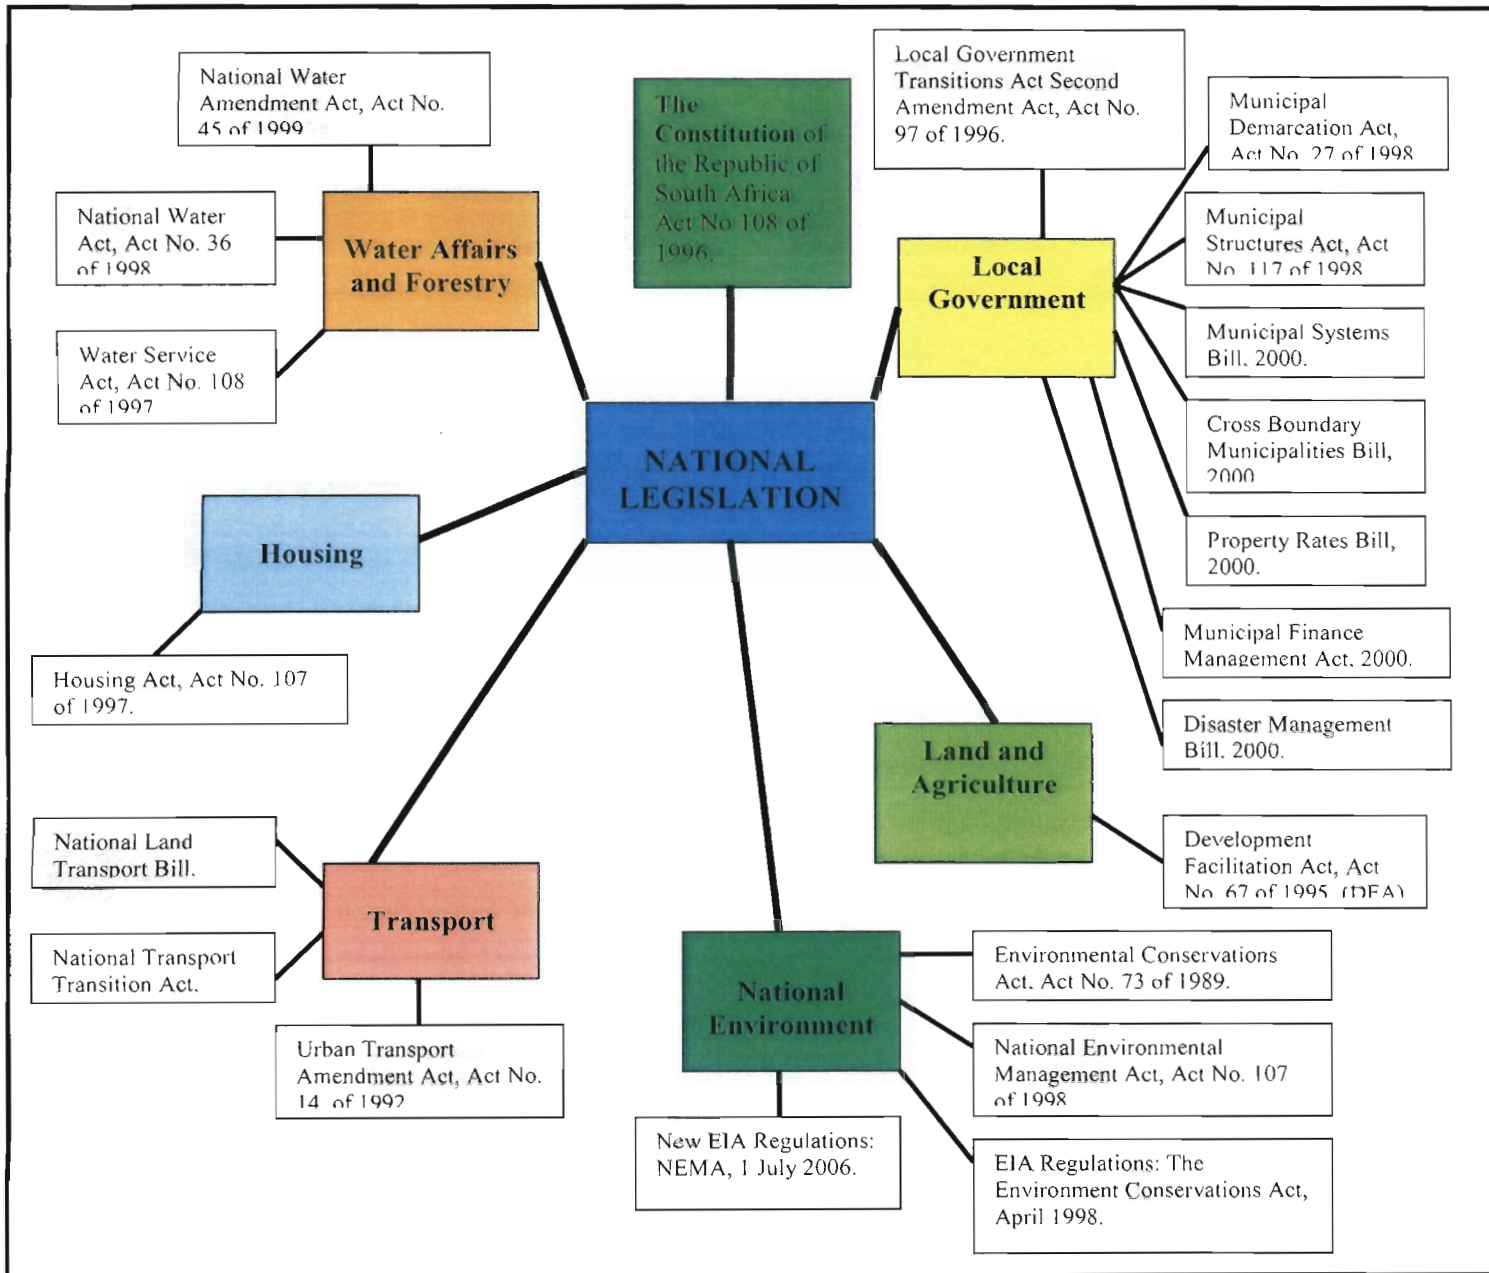 National Water
Amendment Act, Act No.
45 of 1999
National Water
Act, Act No. 36
of 1998
Water Affairs
and Forestry
Water Service
Act, Act No. 108
of 1997
The
Constitution of
the Republic of
South Africa
Act No 108 of
1996.
Local Government
Transitions Act Second
Amendment Act, Act No.
97 of 1996.
Municipal
Demarcation Act,
Act No. 27 of 1998
Local
Government
Municipal
Structures Act, Act
No. 117 of 1998
Municipal Systems
Bill, 2000.
Cross Boundary
Municipalities Bill,
2000
Property Rates Bill,
2000.
Municipal Finance
Management Act, 2000.
Disaster Management
Bill, 2000.
NATIONAL
LEGISLATION
Housing
Housing Act, Act No. 107
of 1997.
Land and
Agriculture
Development
Facilitation Act, Act
No. 67 of 1995 (DFA)
National Land
Transport Bill.
Transport
National Transport
Transition Act.
Urban Transport
Amendment Act, Act No.
14 of 1992
National
Environment
Environmental Conservations
Act, Act No. 73 of 1989.
National Environmental
Management Act, Act No. 107
of 1998
New EIA Regulations:
NEMA, 1 July 2006.
EIA Regulations: The
Environment Conservations Act,
April 1998.